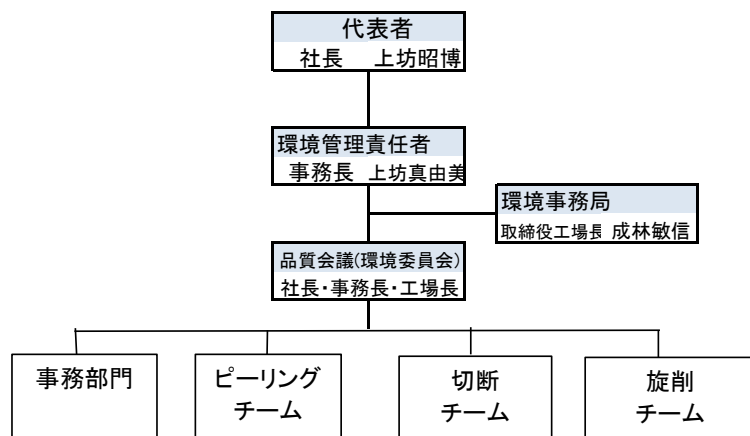 代表者
社長 上坊昭博
環境管理責任者
事務長 上坊真由美
環境事務局
取締役工場長 成林敏信
品質会議(環境委員会)
社長・事務長・工場長
事務部門
ピーリング
チーム
切断
チーム
旋削
チーム